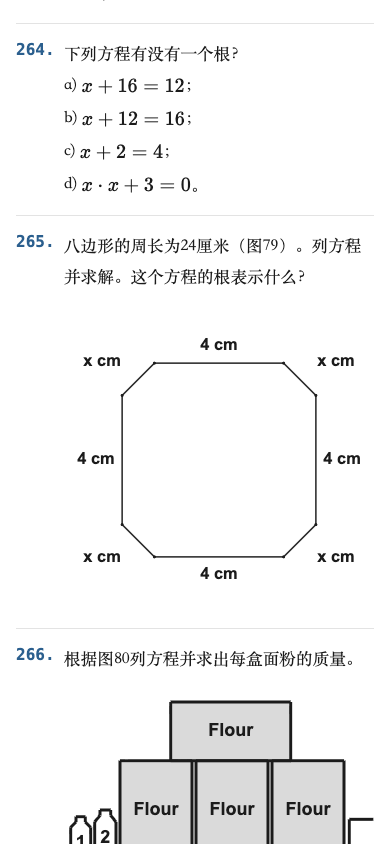 264. 下列方程有没有一个根？
a) x + 16 = 12;
b) x + 12 = 16;
c) x + 2 = 4;
d) x · x + 3 = 0。
265. 八边形的周长为24厘米（图79）。列方程
并求解。这个方程的根表示什么？
4 cm
x cm
x cm
4 cm
4 cm
x cm
x cm
4 cm
266. 根据图80列方程并求出每盒面粉的质量。
Flour
Flour
Flour
Flour
1
2